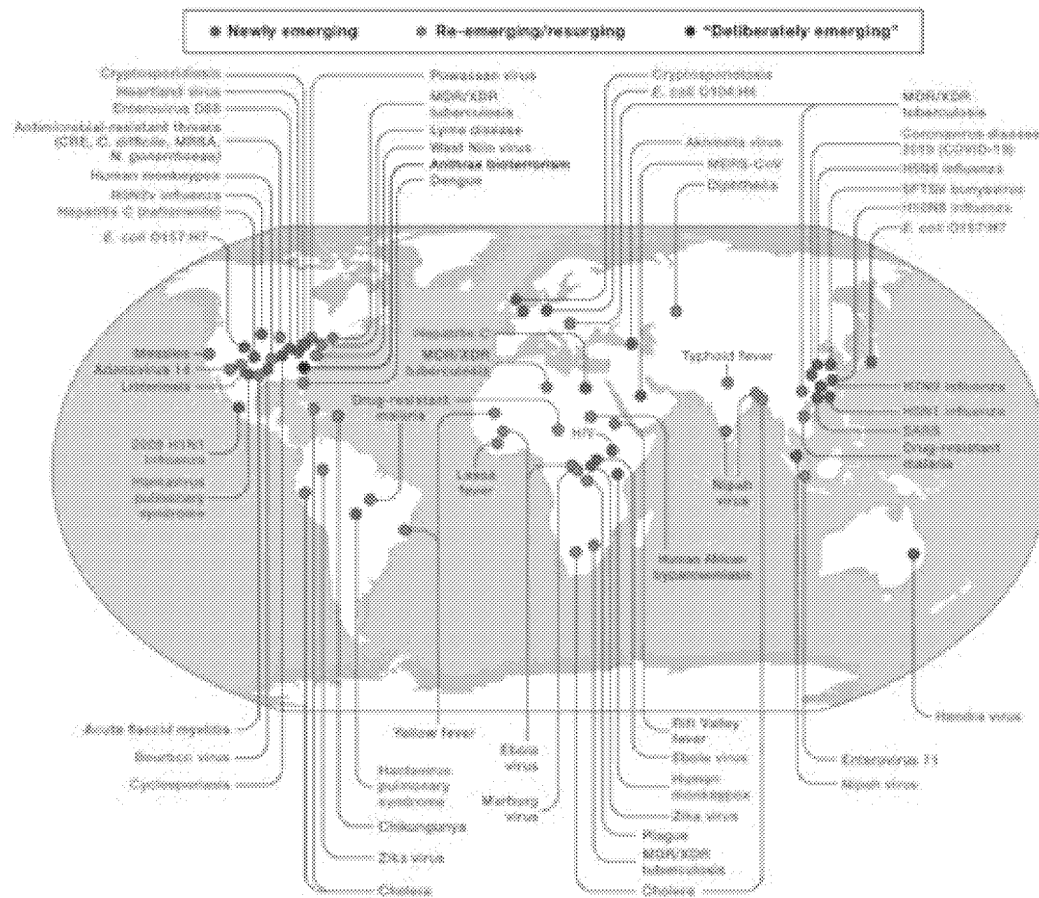 Newly emerging
Re-emerging/resurging
"Deliberately emerging"
Cryptosporidiosis
Heartland virus
Enterovirus D68
Antimicrobial-resistant threats
(CRE, C. difficile, MRSA,
N. gonorrhoeae)
Human monkeypox
H3N2v influenza
Hepatitis C
E. coli O157:H7
Powassan virus
MDR/XDR
tuberculosis
Lyme disease
West Nile virus
Anthrax bioterrorism
Dengue
Cryptosporidiosis
E. coli O104:H4
Akhmeta virus
MERS-CoV
Diphtheria
MDR/XDR
tuberculosis
Coronavirus disease
2019 (COVID-19)
H5N6 influenza
SFTSV bunyavirus
H10N8 influenza
E. coli O157:H7
Measles
Adenovirus 14
Listeriosis
2009 H1N1
influenza
Hantavirus
pulmonary
syndrome
Hepatitis C
MDR/XDR
tuberculosis
Drug-resistant
malaria
Typhoid fever
HIV
Lassa
fever
Nipah
virus
Human African
trypanosomiasis
H7N9 influenza
H5N1 influenza
SARS
Drug-resistant
malaria
Acute flaccid myelitis
Bourbon virus
Cyclosporiasis
Yellow fever
Hantavirus
pulmonary
syndrome
Chikungunya
Zika virus
Cholera
Ebola
virus
Marburg
virus
Rift Valley
fever
Ebola virus
Human
monkeypox
Zika virus
Plague
MDR/XDR
tuberculosis
Cholera
Hendra virus
Enterovirus 71
Nipah virus